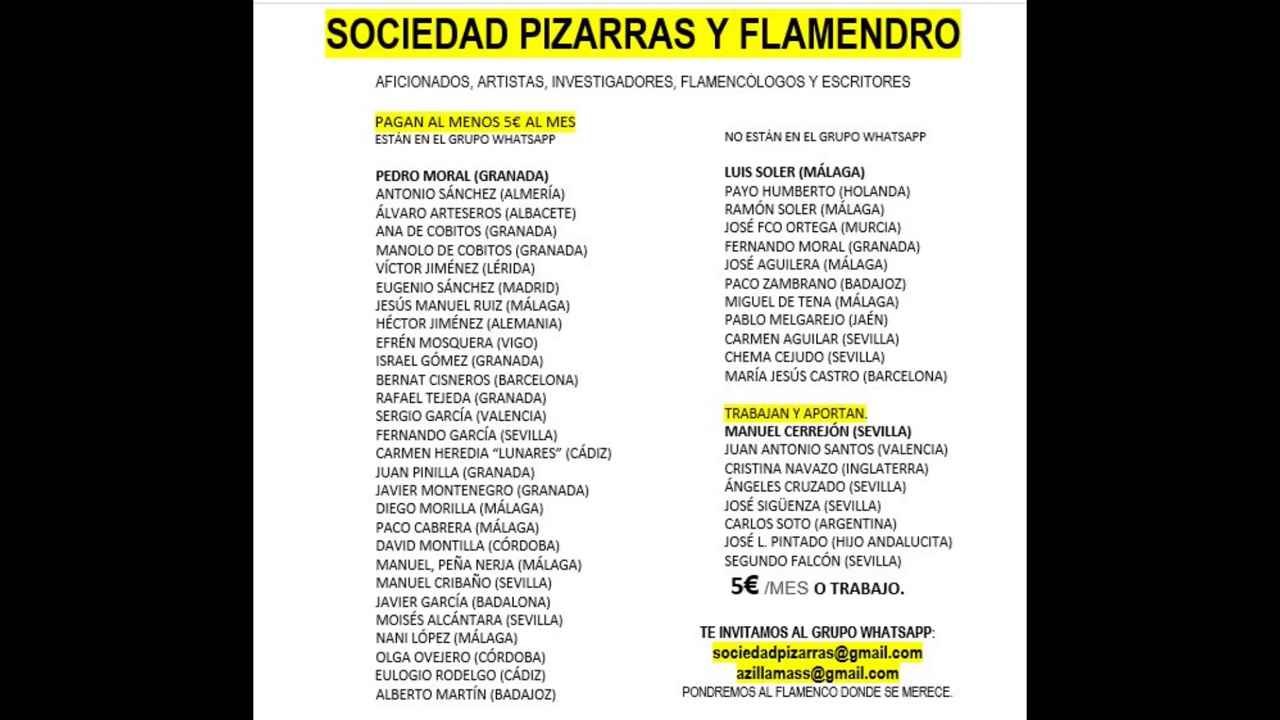 SOCIEDAD PIZARRAS Y FLAMENDRO
AFICIONADOS, ARTISTAS, INVESTIGADORES, FLAMENCÓLOGOS Y ESCRITORES
PAGAN AL MENOS 5€ AL MES
ESTÁN EN EL GRUPO WHATSAPP
PEDRO MORAL (GRANADA)
ANTONIO SÁNCHEZ (ALMERÍA)
ÁLVARO ARTESEROS (ALBACETE)
ANA DE COBITOS (GRANADA)
MANOLO DE COBITOS (GRANADA)
VÍCTOR JIMÉNEZ (LÉRIDA)
EUGENIO SÁNCHEZ (MADRID)
JESÚS MANUEL RUIZ (MÁLAGA)
HÉCTOR JIMÉNEZ (ALEMANIA)
EFRÉN MOSQUERA (VIGO)
ISRAEL GÓMEZ (GRANADA)
BERNAT CISNEROS (BARCELONA)
RAFAEL TEJEDA (GRANADA)
SERGIO GARCÍA (VALENCIA)
FERNANDO GARCÍA (SEVILLA)
CARMEN HEREDIA “LUNARES” (CÁDIZ)
JUAN PINILLA (GRANADA)
JAVIER MONTENEGRO (GRANADA)
DIEGO MORILLA (MÁLAGA)
PACO CABRERA (MÁLAGA)
DAVID MONTILLA (CÓRDOBA)
MANUEL, PEÑA NERJA (MÁLAGA)
MANUEL CRIBAÑO (SEVILLA)
JAVIER GARCÍA (BADALONA)
MOISÉS ALCÁNTARA (SEVILLA)
NANI LÓPEZ (MÁLAGA)
OLGA OVEJERO (CÓRDOBA)
EULOGIO RODELGO (CÁDIZ)
ALBERTO MARTÍN (BADAJOZ)
NO ESTÁN EN EL GRUPO WHATSAPP
LUIS SOLER (MÁLAGA)
PAYO HUMBERTO (HOLANDA)
RAMÓN SOLER (MÁLAGA)
JOSÉ FCO ORTEGA (MURCIA)
FERNANDO MORAL (GRANADA)
JOSÉ AGUILERA (MÁLAGA)
PACO ZAMBRANO (BADAJOZ)
MIGUEL DE TENA (MÁLAGA)
PABLO MELGAREJO (JAÉN)
CARMEN AGUILAR (SEVILLA)
CHEMA CEJUDO (SEVILLA)
MARÍA JESÚS CASTRO (BARCELONA)
TRABAJAN Y APORTAN.
MANUEL CERREJÓN (SEVILLA)
JUAN ANTONIO SANTOS (VALENCIA)
CRISTINA NAVAZO (INGLATERRA)
ÁNGELES CRUZADO (SEVILLA)
JOSÉ SIGÜENZA (SEVILLA)
CARLOS SOTO (ARGENTINA)
JOSÉ L. PINTADO (HIJO ANDALUCITA)
SEGUNDO FALCÓN (SEVILLA)
5€ /MES O TRABAJO.
TE INVITAMOS AL GRUPO WHATSAPP:
sociedadpizarras@gmail.com
azillamass@gmail.com
PONDREMOS AL FLAMENCO DONDE SE MERECE.